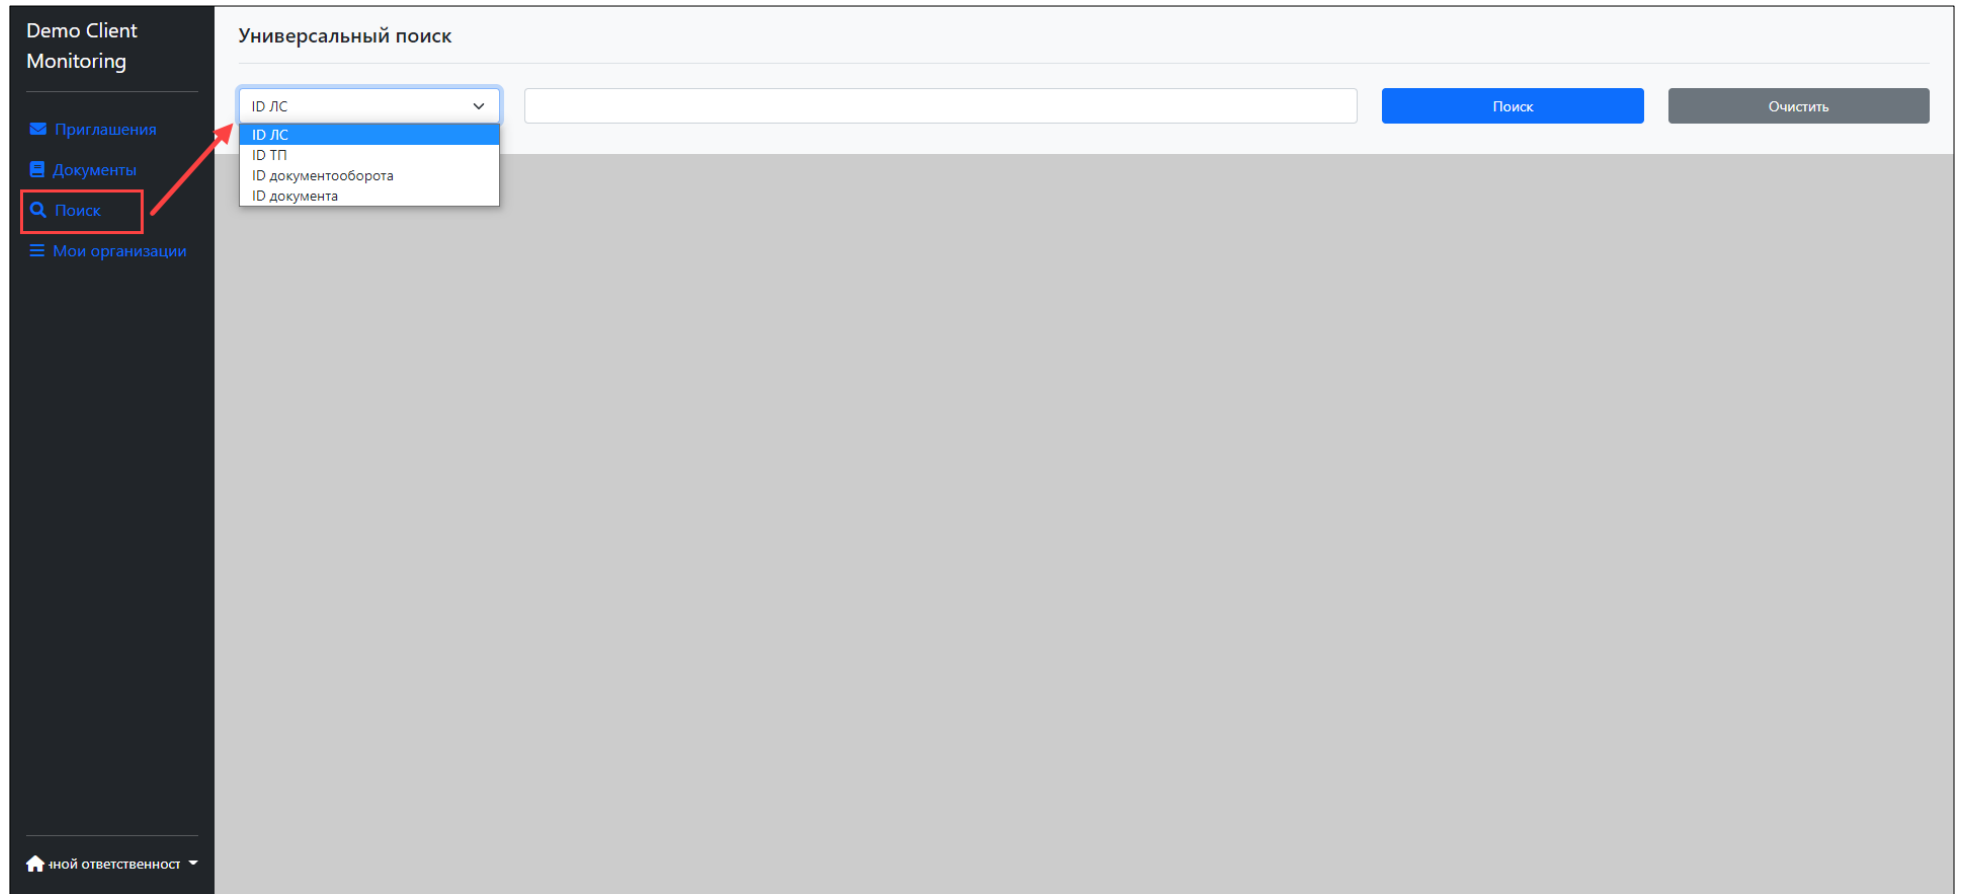 Demo Client
Monitoring
Приглашения
Документы
Поиск
Мои организации
Универсальный поиск
ID ЛС
Поиск
Очистить
ID ЛС
ID ТП
ID документооборота
ID документа
нной ответственност